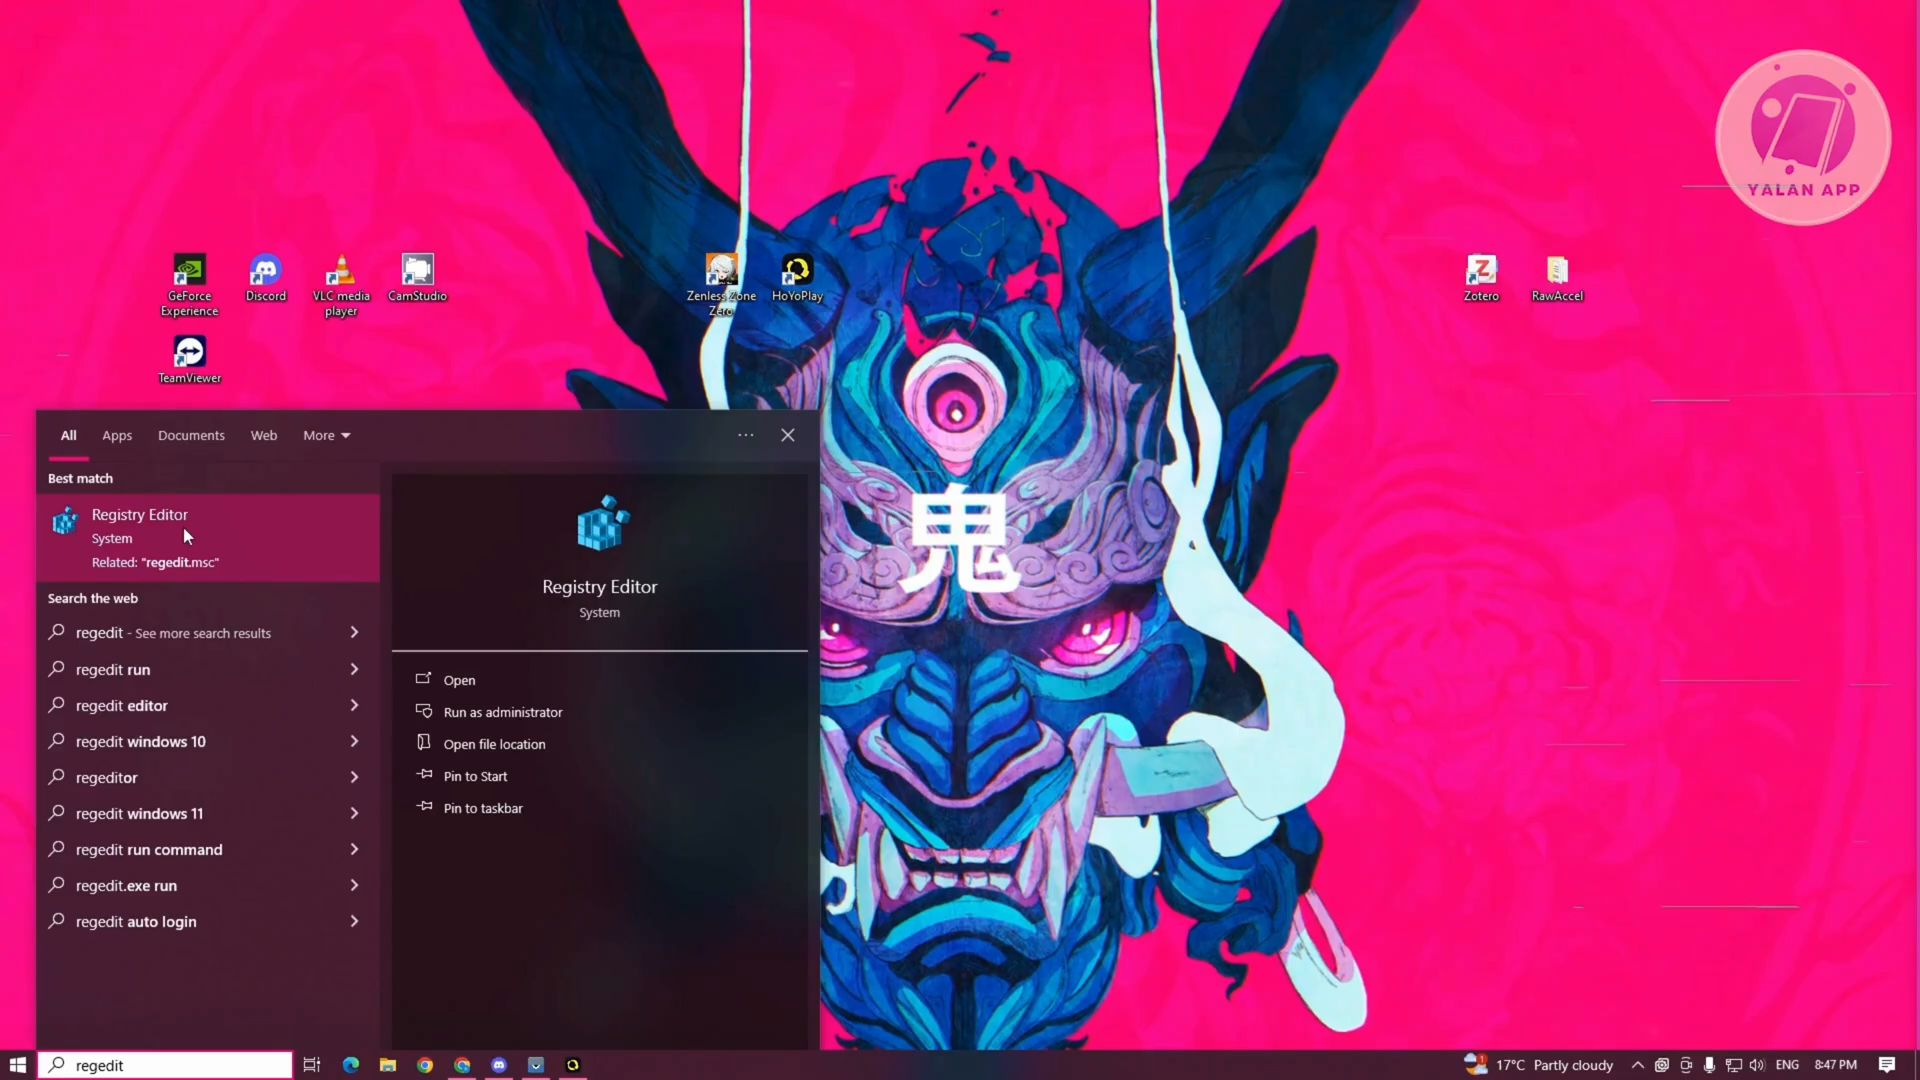 YALAN APP
GeForce
Experience
Discord
VLC media
player
CamStudio
Zenless Zone
Zero
HoYoPlay
Zotero
RawAccel
TeamViewer
All
Apps
Documents
Web
More
Best match
Registry Editor
System
Related: "regedit.msc"
Search the web
regedit - See more search results
regedit run
regedit editor
regedit windows 10
regeditor
regedit windows 11
regedit run command
regedit.exe run
regedit auto login
Registry Editor
System
Open
Run as administrator
Open file location
Pin to Start
Pin to taskbar
鬼
regedit
1
17°C Partly cloudy
ENG
8:47 PM